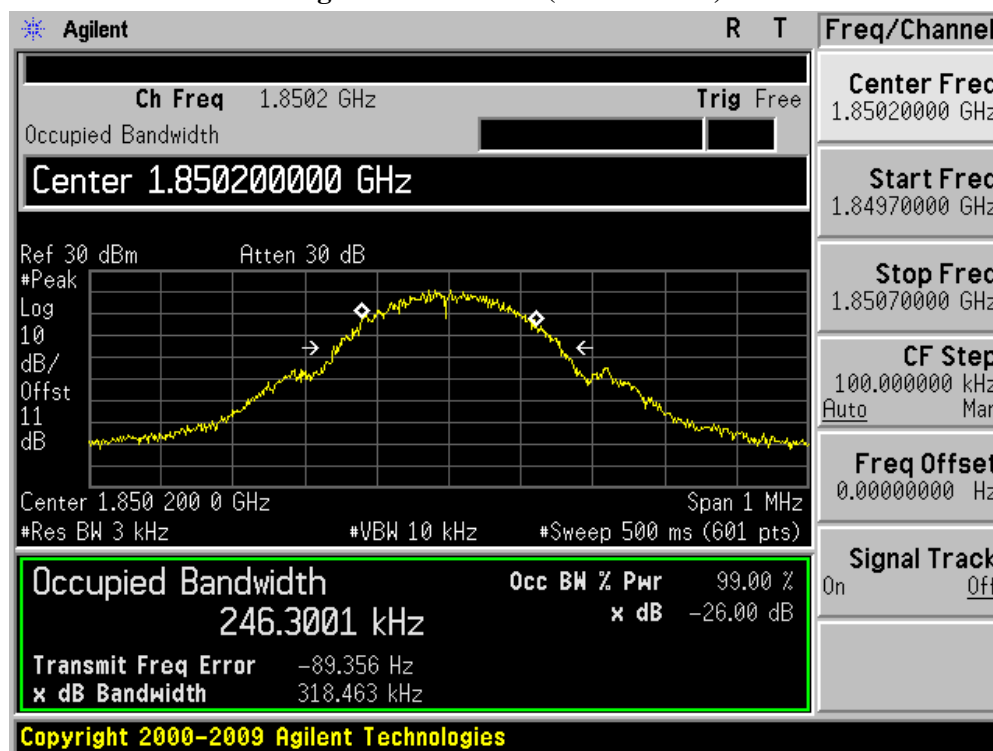 Agilent R T
Freq/Channel
Ch Freq 1.8502 GHz Trig Free
Occupied Bandwidth
Center 1.850200000 GHz
Ref 30 dBm Atten 30 dB
#Peak
Log
10
dB/
Offst
11
dB
Center 1.850 200 0 GHz Span 1 MHz
#Res BW 3 kHz #VBW 10 kHz #Sweep 500 ms (601 pts)
Occupied Bandwidth Occ BW % Pwr 99.00 %
246.3001 kHz x dB -26.00 dB
Transmit Freq Error -89.356 Hz
x dB Bandwidth 318.463 kHz
Center Freq
1.85020000 GHz
Start Freq
1.84970000 GHz
Stop Freq
1.85070000 GHz
CF Step
100.000000 kHz
Auto Man
Freq Offset
0.00000000 Hz
Signal Track
On Off
Copyright 2000-2009 Agilent Technologies